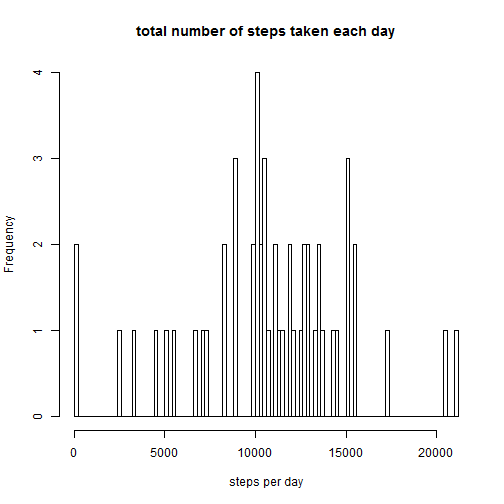 total number of steps taken each day
4
3
2
1
0
Frequency
0 5000 10000 15000 20000
steps per day